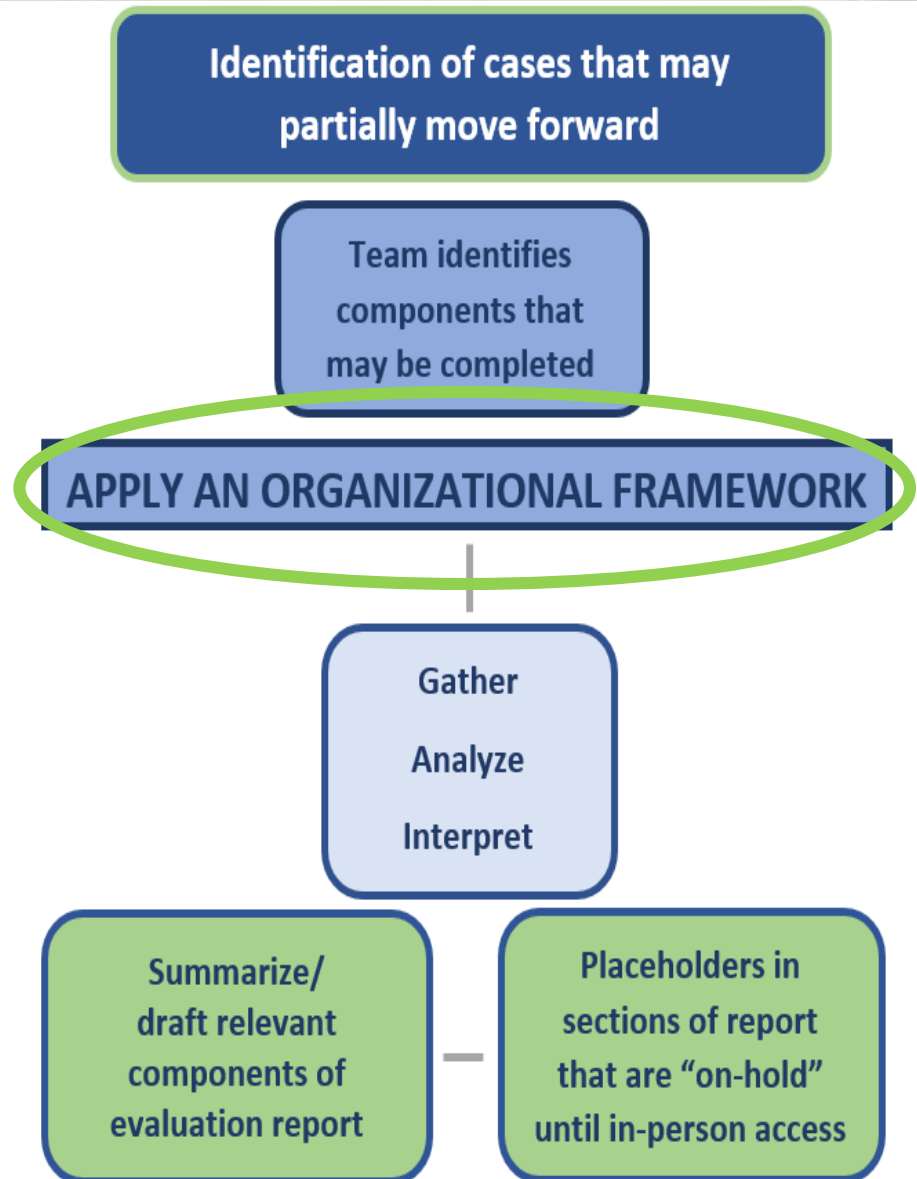 Identification of cases that may
partially move forward
Team identifies
components that
may be completed
APPLY AN ORGANIZATIONAL FRAMEWORK
Gather
Analyze
Interpret
Summarize/
draft relevant
components of
evaluation report
Placeholders in
sections of report
that are “on-hold”
until in-person access